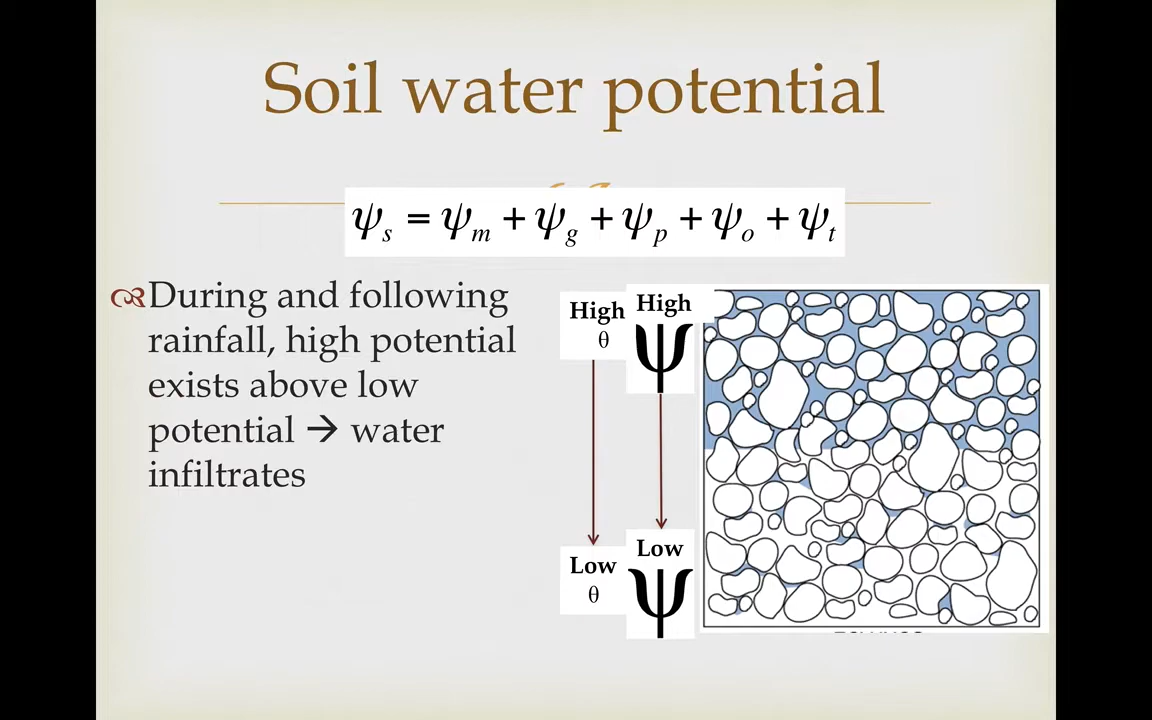 Soil water potential
ψs = ψm + ψg + ψp + ψo + ψt
During and following
rainfall, high potential
exists above low
potential → water
infiltrates
High
θ
High
ψ
Low
θ
Low
ψ